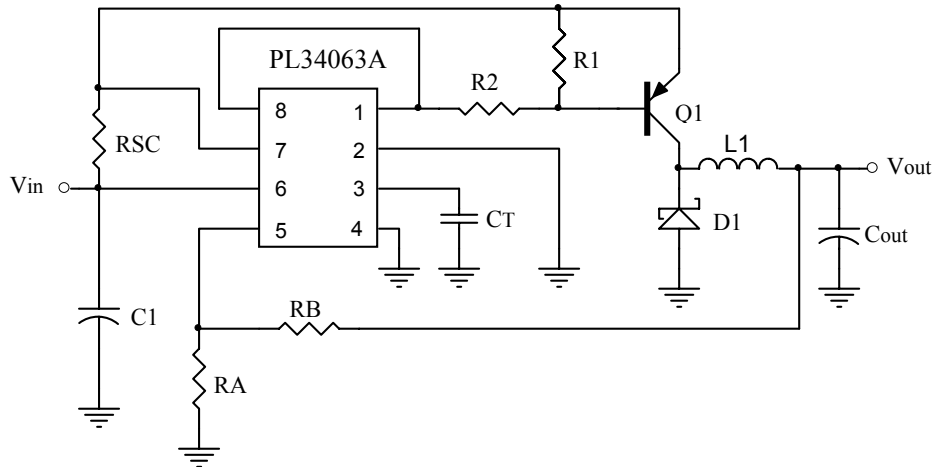 PL34063A
R1
R2
Q1
8
1
RSC
7
2
L1
Vin
6
3
Vout
5
4
CT
D1
Cout
C1
RB
RA